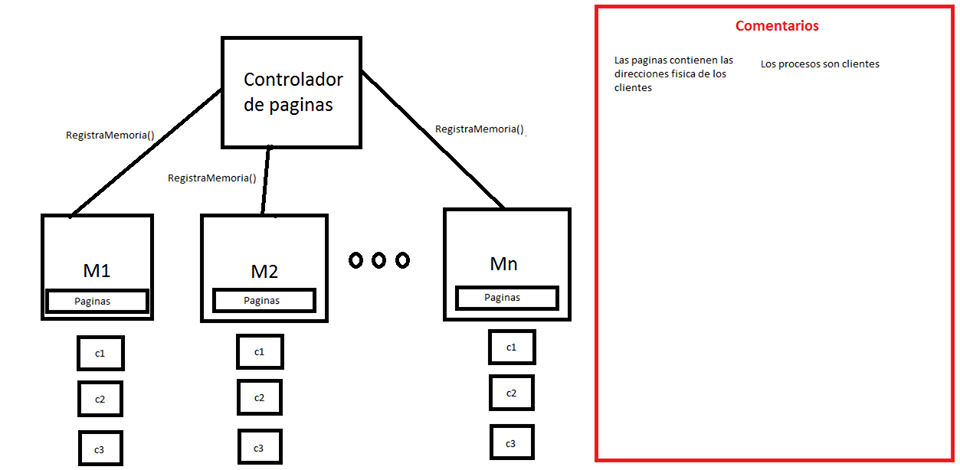 Comentarios
Controlador
de paginas
Las paginas contienen las
direcciones fisica de los
clientes
Los procesos son clientes
RegistraMemoria()
RegistraMemoria()
RegistraMemoria()
M1
Paginas
M2
Paginas
Mn
Paginas
c1
c2
c3
c1
c2
c3
c1
c2
c3